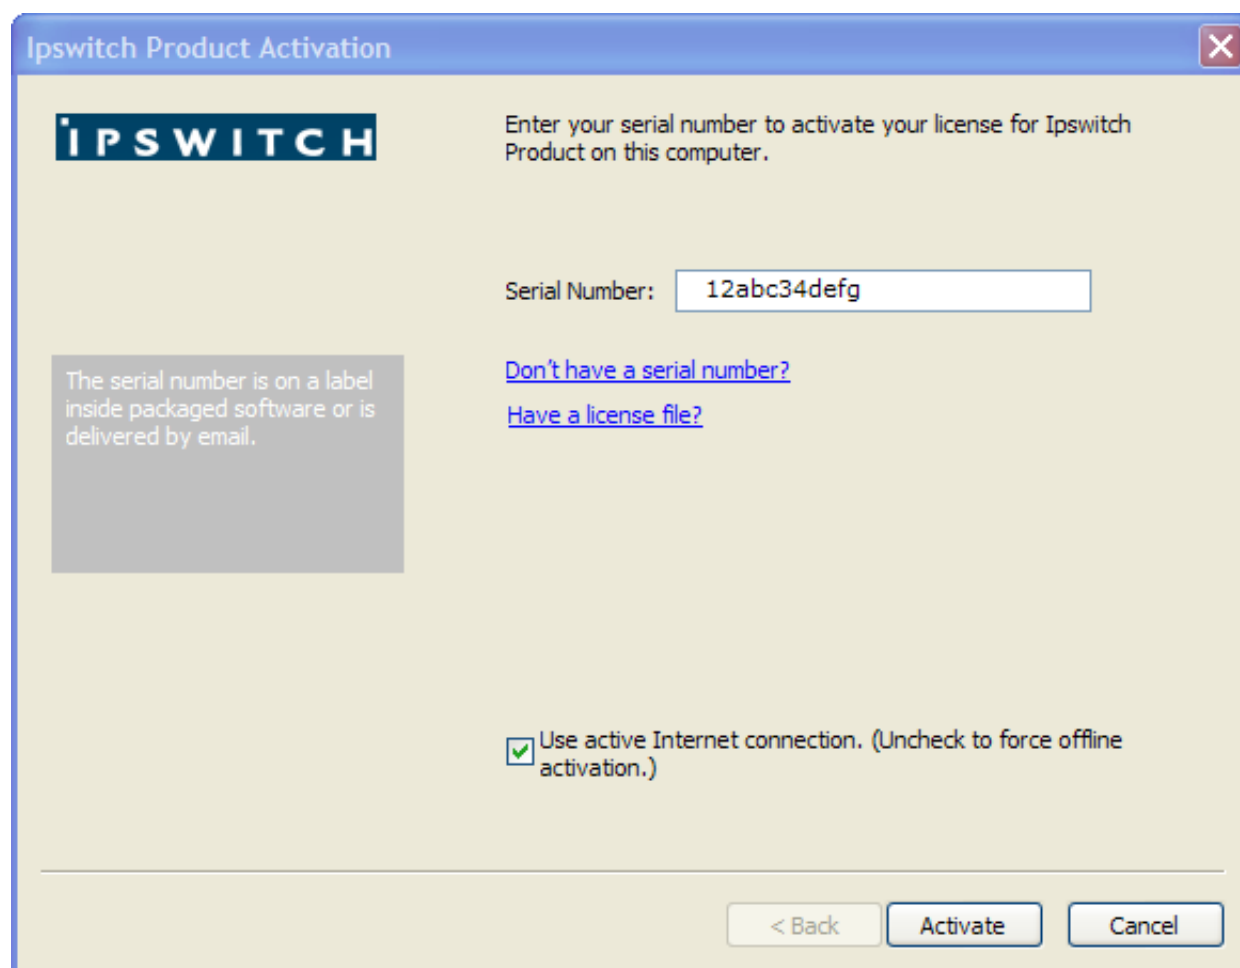 Ipswitch Product Activation
IPSWITCH
Enter your serial number to activate your license for Ipswitch
Product on this computer.
Serial Number: 12abc34defg
The serial number is on a label
inside packaged software or is
delivered by email.
Don't have a serial number?
Have a license file?
Use active Internet connection. (Uncheck to force offline
activation.)
< Back Activate Cancel